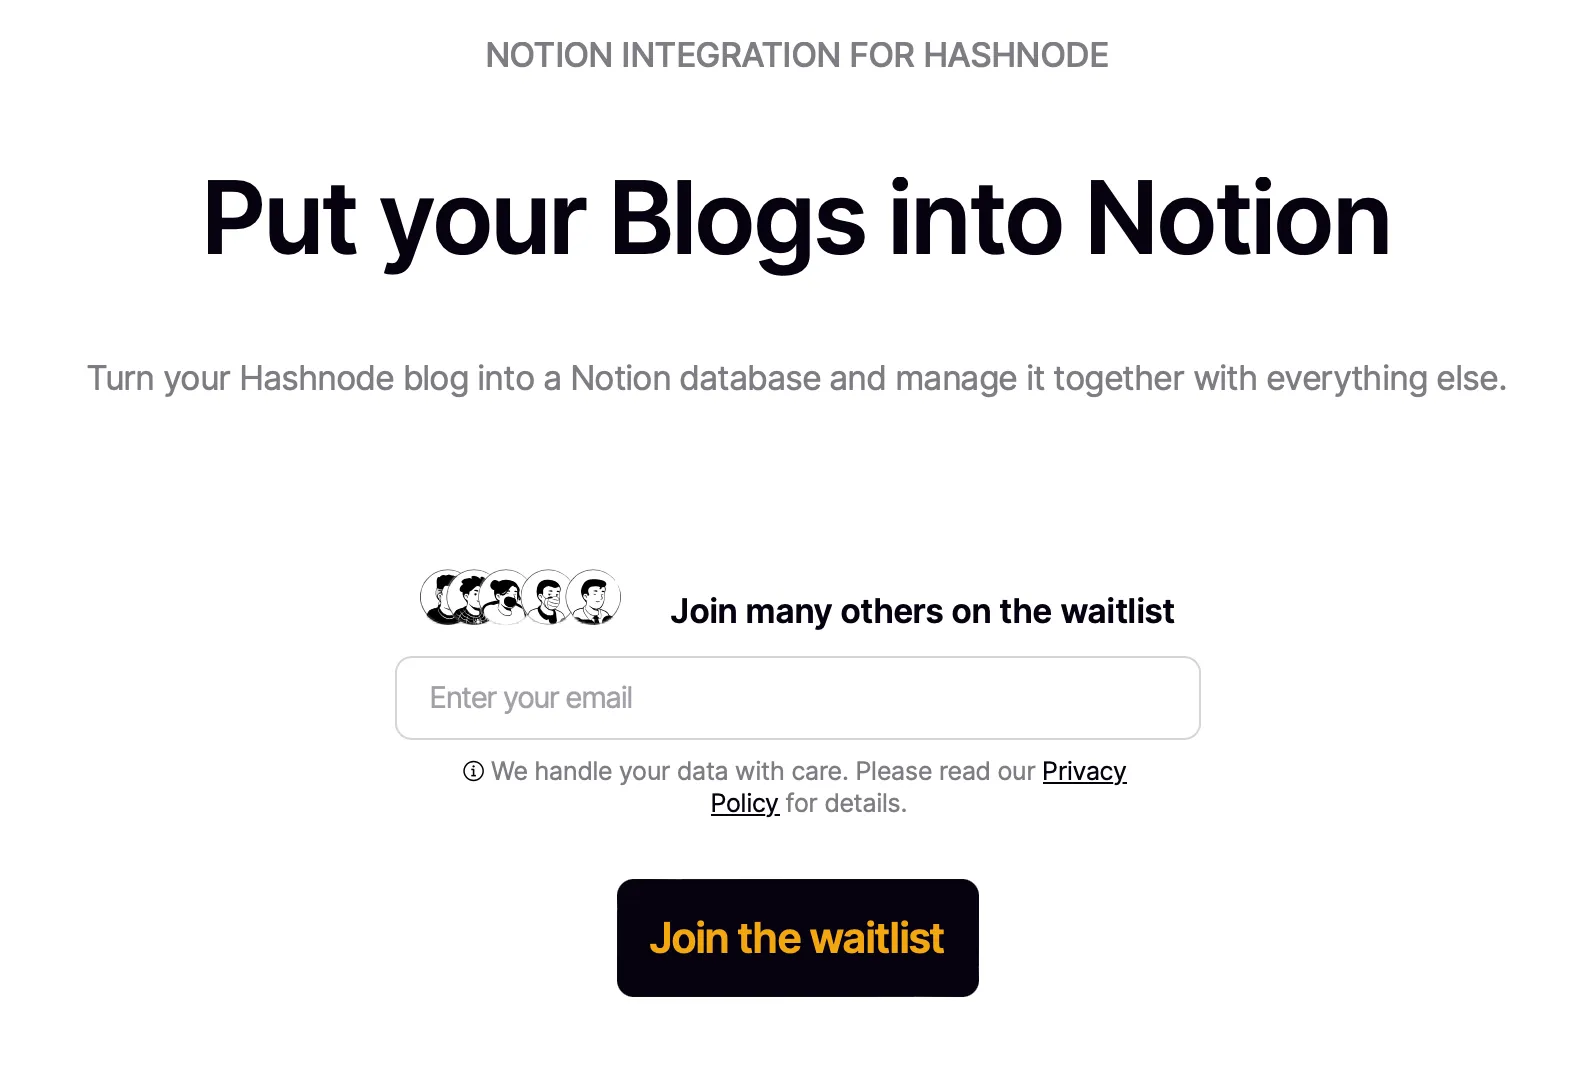 NOTION INTEGRATION FOR HASHNODE
Put your Blogs into Notion
Turn your Hashnode blog into a Notion database and manage it together with everything else.
Join many others on the waitlist
Enter your email
We handle your data with care. Please read our Privacy
Policy for details.
Join the waitlist